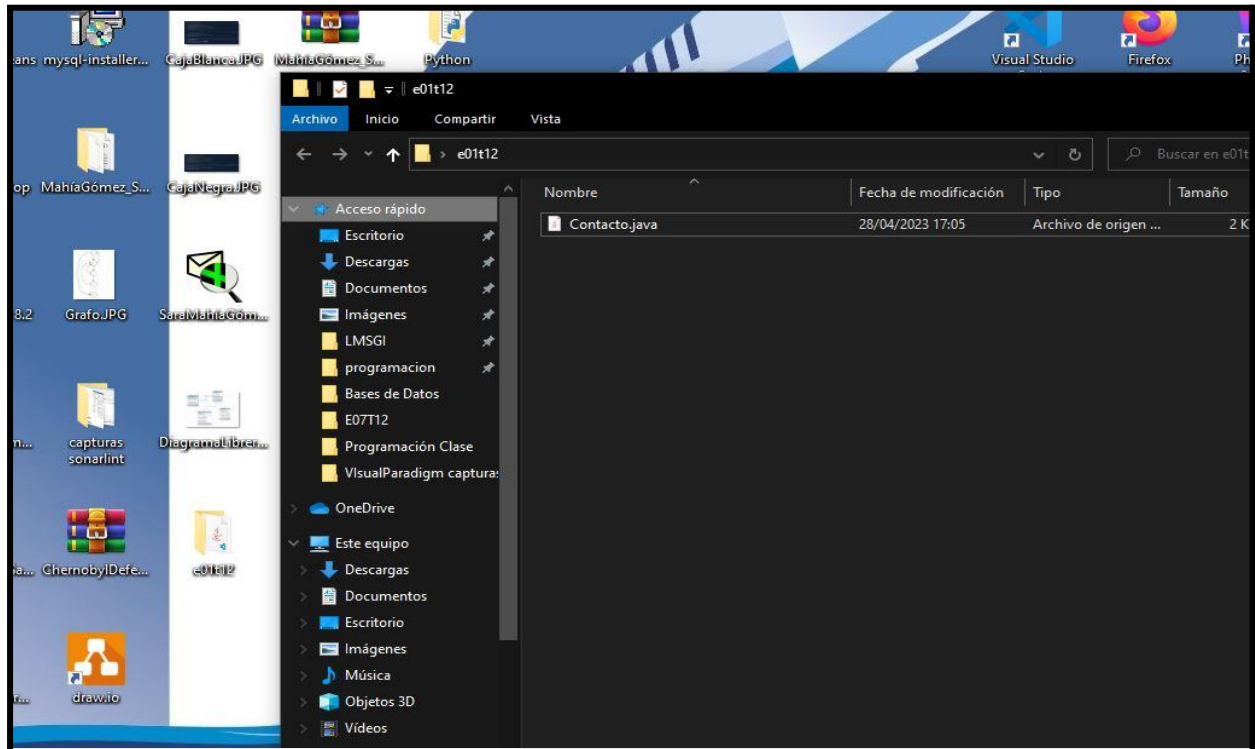 ans mysql-installer... CajaBlanca.JPG MahíaGómez_S... Python Visual Studio Firefox Ph
e01t12
Archivo Inicio Compartir Vista
e01t12 Buscar en e01t
op MahíaGómez_S... CajaNegra.JPG
Nombre Fecha de modificación Tipo Tamaño
Acceso rápido
Contacto.java 28/04/2023 17:05 Archivo de origen ... 2 K
Escritorio
Descargas
Documentos
8.2 Grafo.JPG SaraMahíaGóm... Imágenes
LMSGI
programacion
Bases de Datos
E07T12
capturas sonarlint DiagramaLibrer... Programación Clase
VIsualParadigm capturas
OneDrive
Este equipo
ChernobylDefe... e01t12 Descargas
Documentos
Escritorio
Imágenes
Música
draw.io Objetos 3D
Vídeos